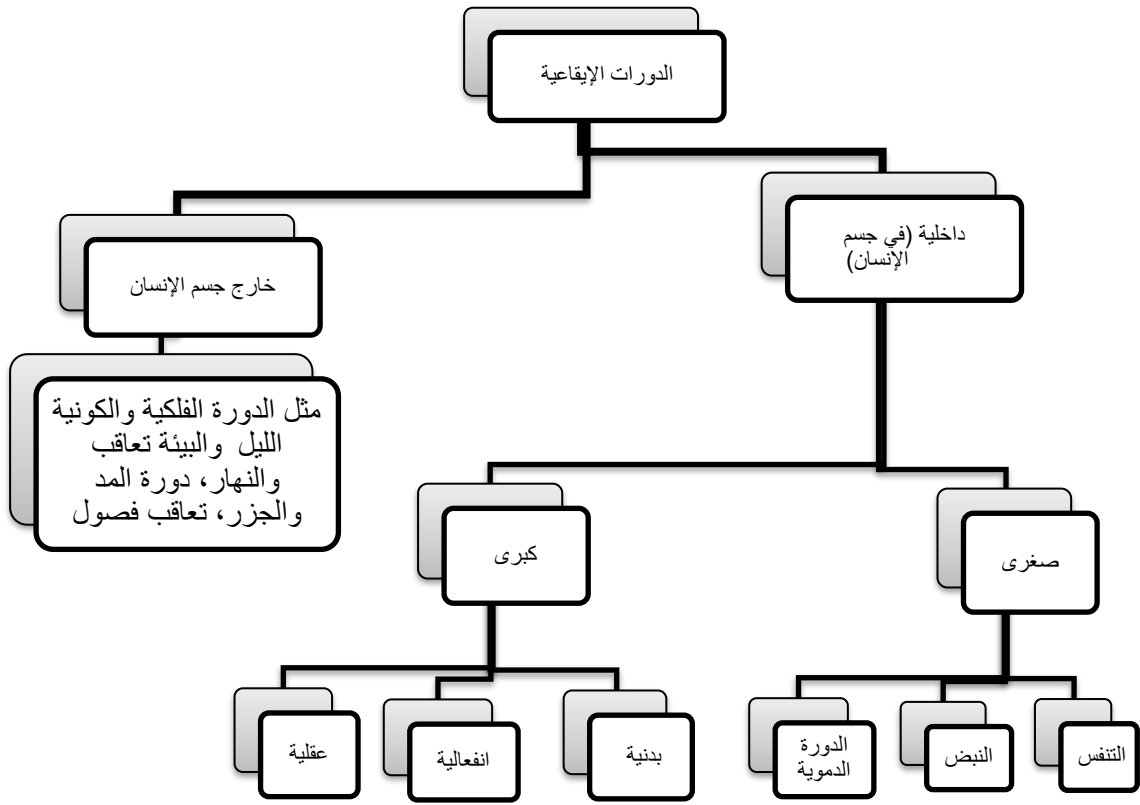 الدورات الإيقاعية
داخلية (في جسم
الإنسان)
خارج جسم الإنسان
مثل الدورة الفلكية والكونية
الليل والبيئة تعاقب
والنهار، دورة المد
والجزر، تعاقب فصول
صغرى
كبرى
التنفس
النبض
الدورة
الدموية
بدنية
انفعالية
عقلية